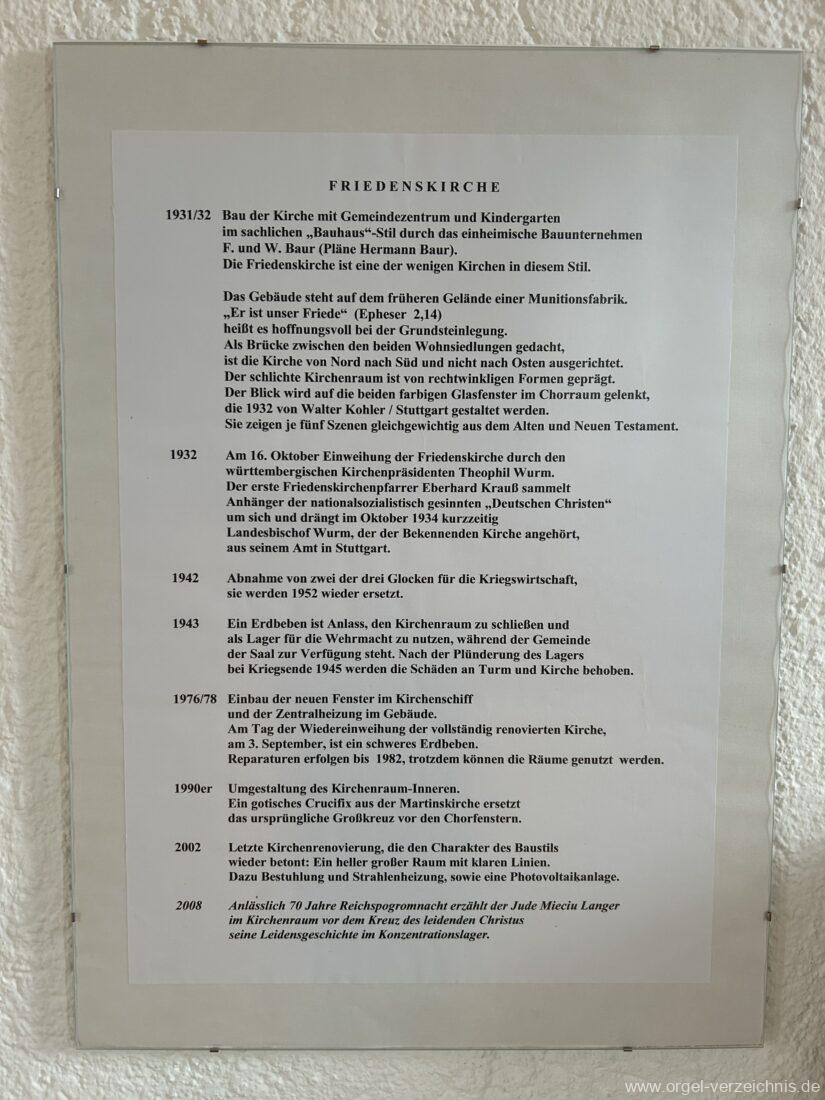 FRIEDENSKIRCHE
1931/32 Bau der Kirche mit Gemeindezentrum und Kindergarten
im sachlichen „Bauhaus“-Stil durch das einheimische Bauunternehmen
F. und W. Baur (Pläne Hermann Baur).
Die Friedenskirche ist eine der wenigen Kirchen in diesem Stil.
Das Gebäude steht auf dem früheren Gelände einer Munitionsfabrik.
„Er ist unser Friede“ (Epheser 2,14)
heißt es hoffnungsvoll bei der Grundsteinlegung.
Als Brücke zwischen den beiden Wohnsiedlungen gedacht,
ist die Kirche von Nord nach Süd und nicht nach Osten ausgerichtet.
Der schlichte Kirchenraum ist von rechtwinkligen Formen geprägt.
Der Blick wird auf die beiden farbigen Glasfenster im Chorraum gelenkt,
die 1932 von Walter Kohler / Stuttgart gestaltet werden.
Sie zeigen je fünf Szenen gleichgewichtig aus dem Alten und Neuen Testament.
1932 Am 16. Oktober Einweihung der Friedenskirche durch den
württembergischen Kirchenpräsidenten Theophil Wurm.
Der erste Friedenskirchenpfarrer Eberhard Krauß sammelt
Anhänger der nationalsozialistisch gesinnten „Deutschen Christen“
um sich und drängt im Oktober 1934 kurzzeitig
Landesbischof Wurm, der der Bekennenden Kirche angehört,
aus seinem Amt in Stuttgart.
1942 Abnahme von zwei der drei Glocken für die Kriegswirtschaft,
sie werden 1952 wieder ersetzt.
1943 Ein Erdbeben ist Anlass, den Kirchenraum zu schließen und
als Lager für die Wehrmacht zu nutzen, während der Gemeinde
der Saal zur Verfügung steht. Nach der Plünderung des Lagers
bei Kriegsende 1945 werden die Schäden an Turm und Kirche behoben.
1976/78 Einbau der neuen Fenster im Kirchenschiff
und der Zentralheizung im Gebäude.
Am Tag der Wiedereinweihung der vollständig renovierten Kirche,
am 3. September, ist ein schweres Erdbeben.
Reparaturen erfolgen bis 1982, trotzdem können die Räume genutzt werden.
1990er Umgestaltung des Kirchenraum-Inneren.
Ein gotisches Crucifix aus der Martinskirche ersetzt
das ursprüngliche Großkreuz vor den Chorfenstern.
2002 Letzte Kirchenrenovierung, die den Charakter des Baustils
wieder betont: Ein heller großer Raum mit klaren Linien.
Dazu Bestuhlung und Strahlenheizung, sowie eine Photovoltaikanlage.
2008 Anlässlich 70 Jahre Reichspogromnacht erzählt der Jude Mieciu Langer
im Kirchenraum vor dem Kreuz des leidenden Christus
seine Leidensgeschichte im Konzentrationslager.
www.orgel-verzeichnis.de